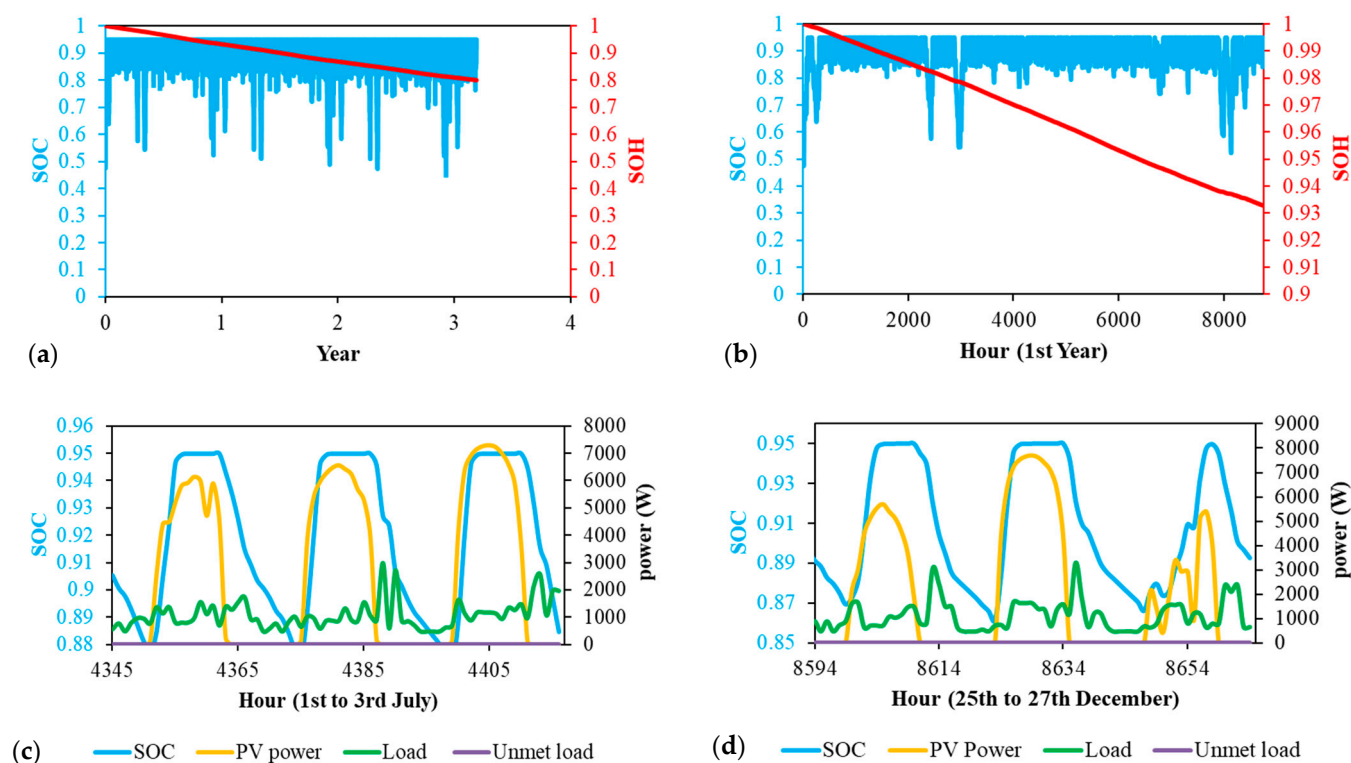 1 1
0.9 0.9
0.8 0.8
0.7 0.7
0.6 0.6
0.5 0.5
0.4 0.4
0.3 0.3
0.2 0.2
0.1 0.1
0 0
SOC
SOH
0 1 2 3 4
Year
(a)
1 1
0.9 0.99
0.8 0.98
0.7 0.97
0.6 0.96
0.5 0.95
0.4 0.94
0.3 0.93
0.2 0.92
0.1 0.91
0 0.9
SOC
SOH
0 2000 4000 6000 8000
Hour (1st Year)
(b)
0.96 8000
0.95 7000
0.94 6000
0.93 5000
0.92 4000
0.91 3000
0.9 2000
0.89 1000
0.88 0
SOC
power (W)
4345 4365 4385 4405
Hour (1st to 3rd July)
(c) SOC PV power Load Unmet load
9000
0.95 8000
7000
0.93 6000
0.91 5000
4000
0.89 3000
0.87 2000
1000
0.85 0
SOC
power (W)
8594 8614 8634 8654
Hour (25th to 27th December)
(d) SOC PV Power Load Unmet load